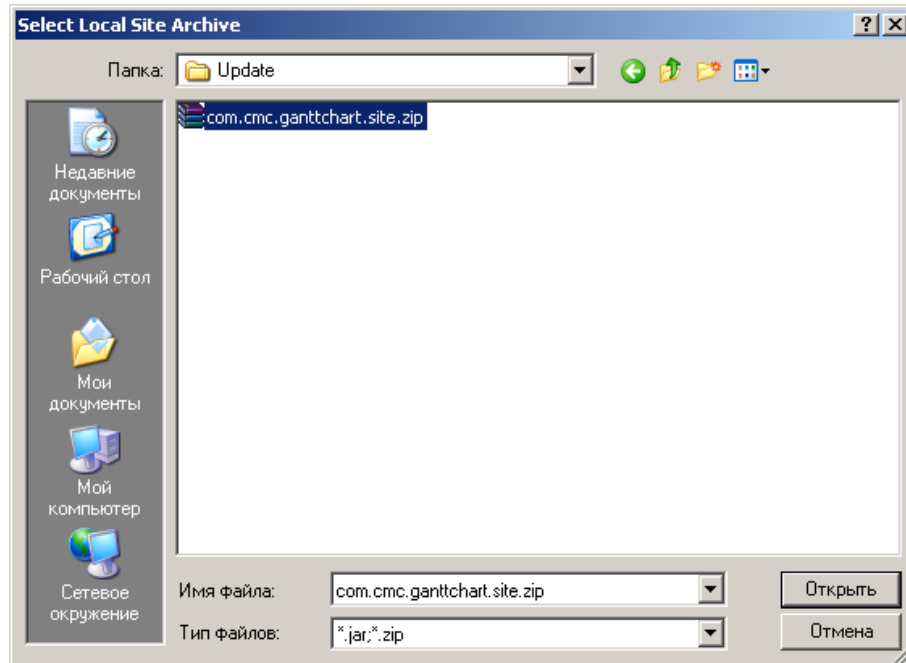 Select Local Site Archive
Папка:
Update
com.cmc.ganttchart.site.zip
Недавние
документы
Рабочий стол
Мои
документы
Мой
компьютер
Сетевое
окружение
Имя файла:
com.cmc.ganttchart.site.zip
Открыть
Тип файлов:
*.jar;*.zip
Отмена